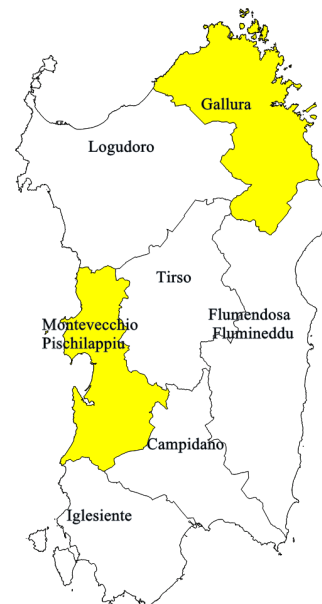 Gallura
Logudoro
Tirso
Flumendosa
Flumineddu
Montevecchio
Pischilappiu
Campidano
Iglesiente